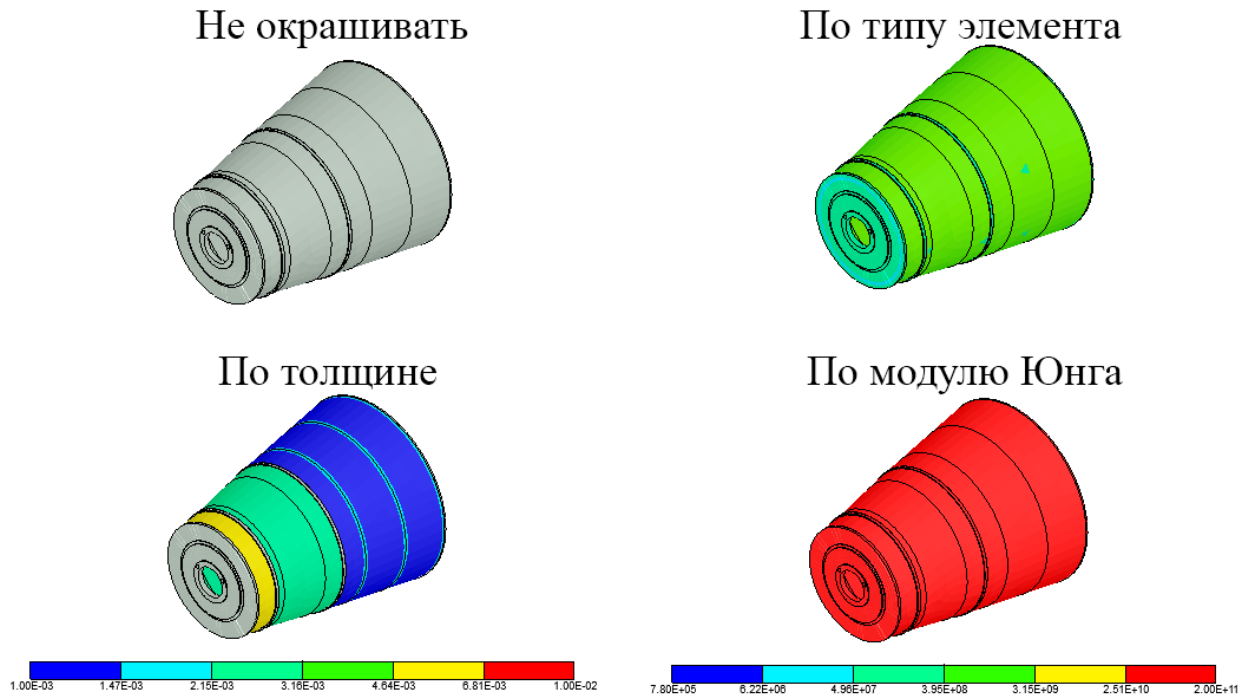 Не окрашивать
По типу элемента
По толщине
По модулю Юнга
1.00E-03 1.47E-03 2.15E-03 3.16E-03 4.64E-03 6.81E-03 1.00E-02
7.80E+05 6.22E+06 4.96E+07 3.95E+08 3.15E+09 2.51E+10 2.00E+11